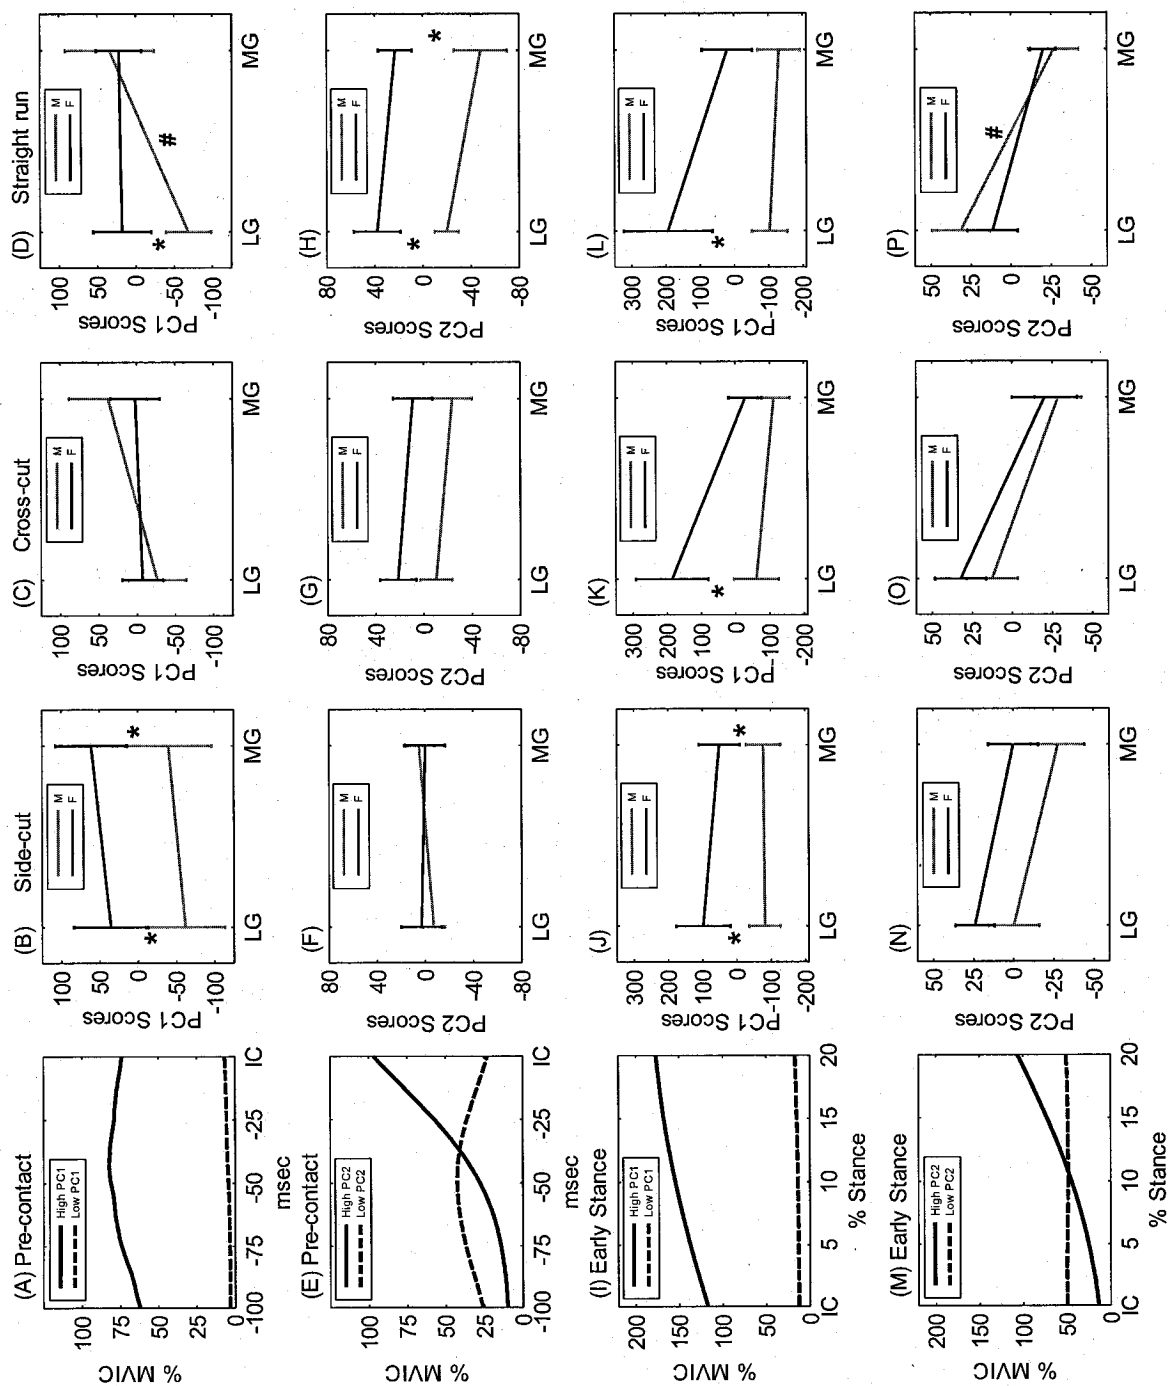 (A) Pre-contact
% MVIC
100
75
50
25
0
High PC1
Low PC1
-100 -75 -50 -25 IC
msec
(B) Side-cut
PC1 Scores
100
50
0
-50
-100
M
F
*
*
LG MG
(C) Cross-cut
PC1 Scores
100
50
0
-50
-100
M
F
LG MG
(D) Straight run
PC1 Scores
100
50
0
-50
-100
M
F
*
#
LG MG
(E) Pre-contact
% MVIC
100
75
50
25
0
High PC2
Low PC2
-100 -75 -50 -25 IC
msec
(F)
PC2 Scores
80
40
0
-40
-80
M
F
LG MG
(G)
PC2 Scores
80
40
0
-40
-80
M
F
LG MG
(H)
PC2 Scores
80
40
0
-40
-80
M
F
*
*
LG MG
(I) Early Stance
% MVIC
200
150
100
50
0
High PC1
Low PC1
IC 5 10 15 20
% Stance
(J)
PC1 Scores
300
200
100
0
-100
-200
M
F
*
*
LG MG
(K)
PC1 Scores
300
200
100
0
-100
-200
M
F
*
LG MG
(L)
PC1 Scores
300
200
100
0
-100
-200
M
F
*
LG MG
(M) Early Stance
% MVIC
200
150
100
50
0
High PC2
Low PC2
IC 5 10 15 20
% Stance
(N)
PC2 Scores
50
25
0
-25
-50
M
F
LG MG
(O)
PC2 Scores
50
25
0
-25
-50
M
F
LG MG
(P)
PC2 Scores
50
25
0
-25
-50
M
F
#
LG MG